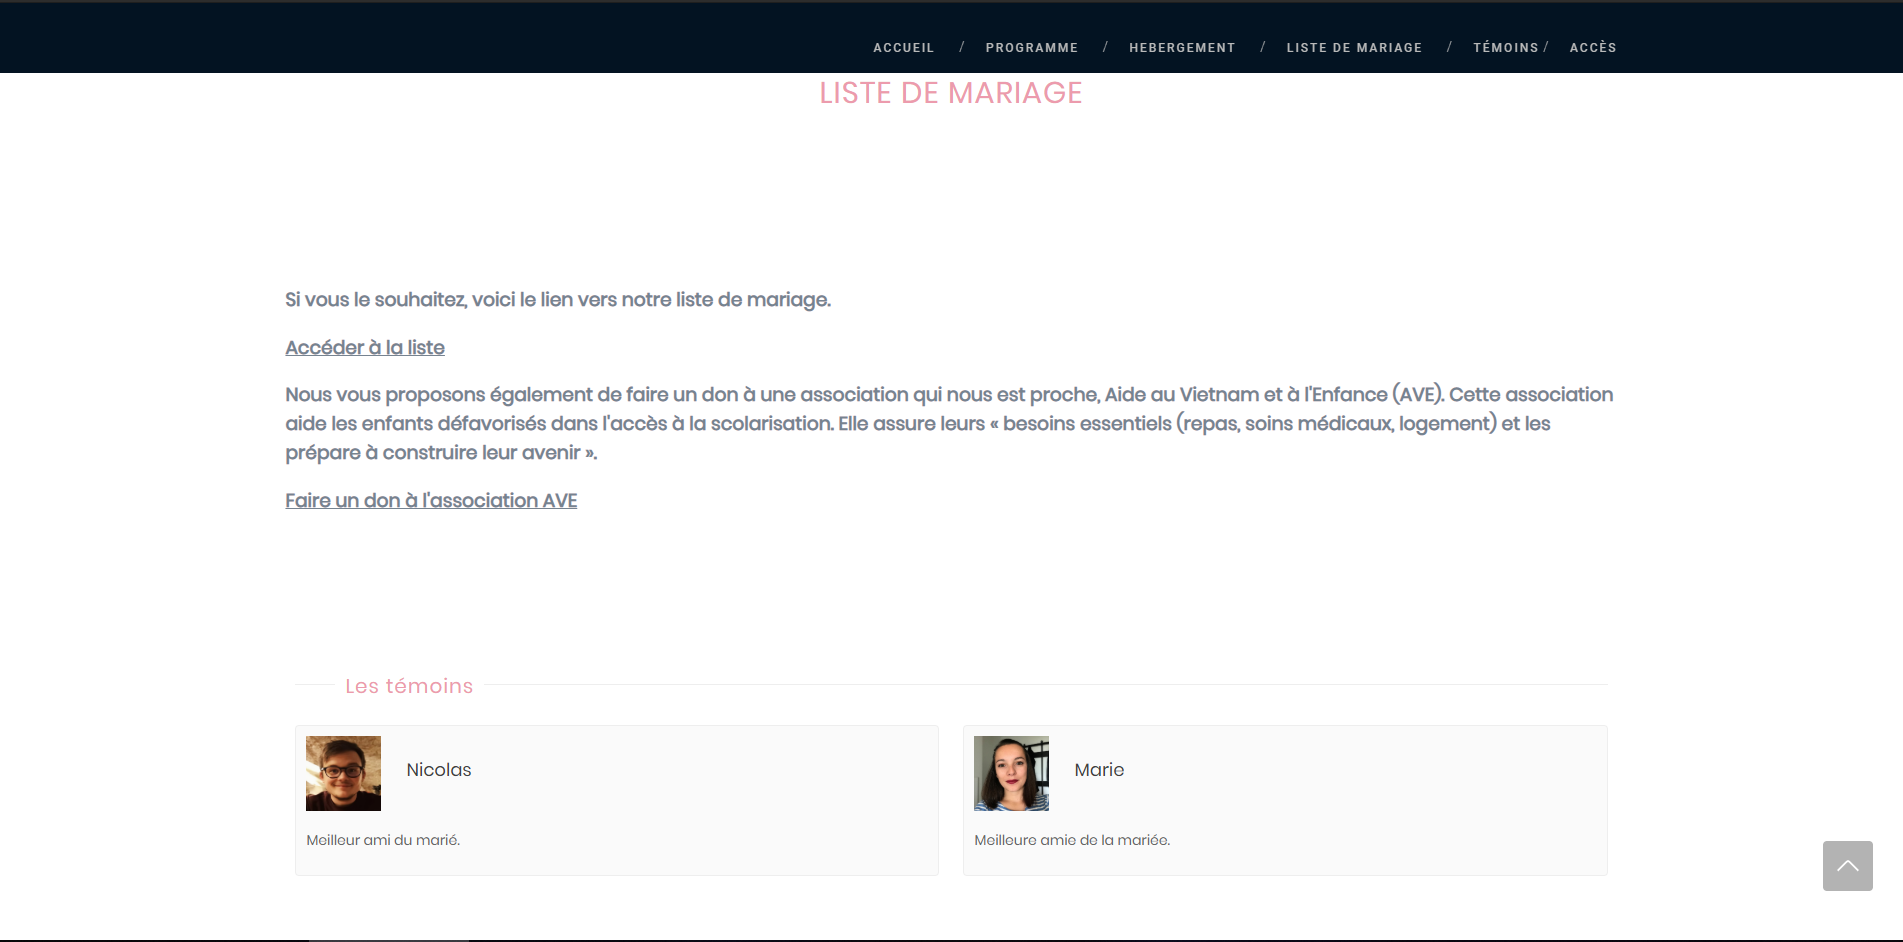 ACCUEIL / PROGRAMME / HEBERGEMENT / LISTE DE MARIAGE / TÉMOINS / ACCÈS
LISTE DE MARIAGE
Si vous le souhaitez, voici le lien vers notre liste de mariage.
Accéder à la liste
Nous vous proposons également de faire un don à une association qui nous est proche, Aide au Vietnam et à l'Enfance (AVE). Cette association
aide les enfants défavorisés dans l'accès à la scolarisation. Elle assure leurs « besoins essentiels (repas, soins médicaux, logement) et les
prépare à construire leur avenir ».
Faire un don à l'association AVE
Les témoins
Nicolas
Meilleur ami du marié.
Marie
Meilleure amie de la mariée.